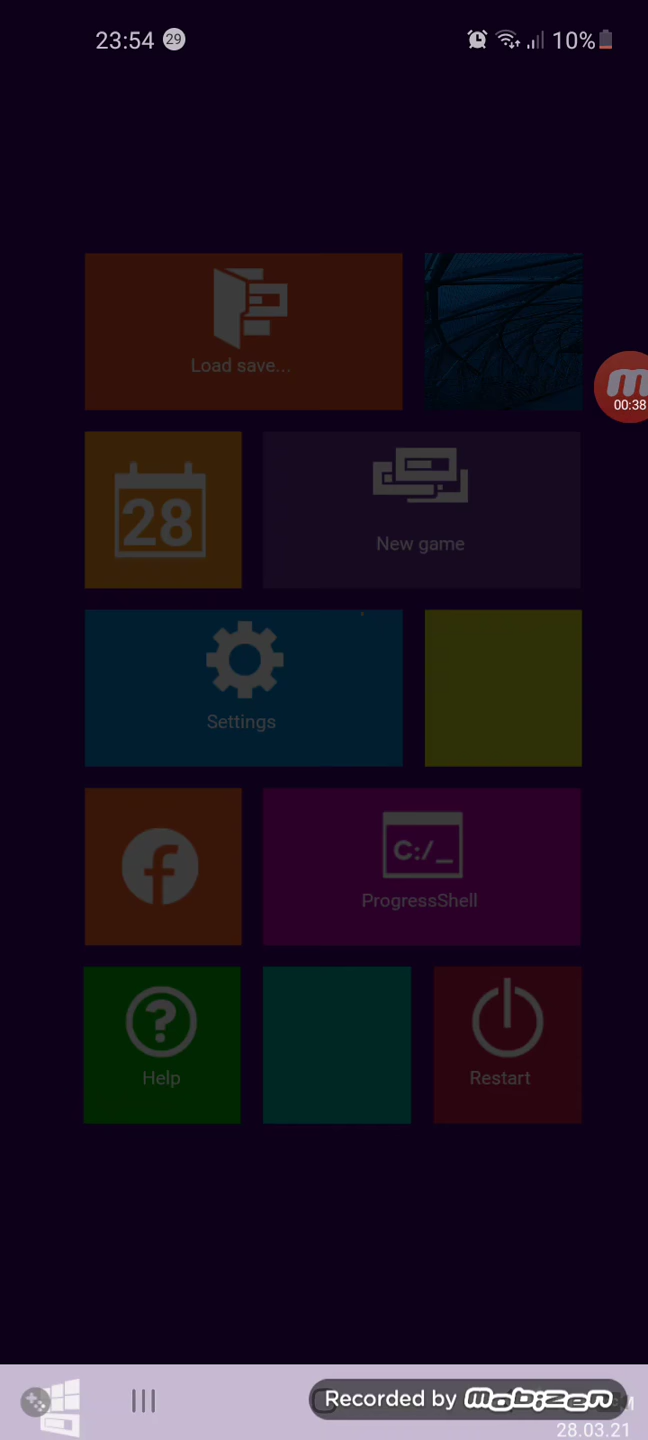 23:54 29
10%
Load save...
00:38
28
New game
Settings
C:/_
ProgressShell
Help
Restart
Recorded by mobizen
28.03.21